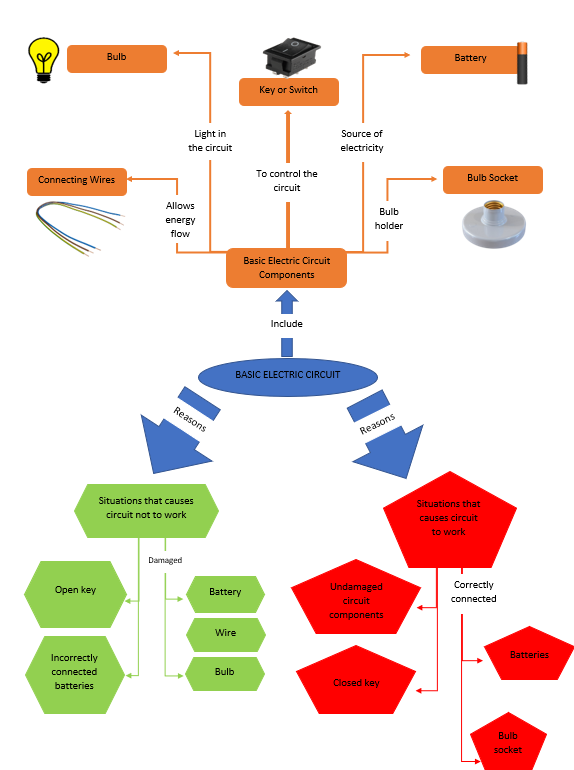 Bulb
Battery
Key or Switch
Light in
the circuit
Source of
electricity
To control the
circuit
Connecting Wires
Bulb Socket
Allows
energy
flow
Bulb
holder
Basic Electric Circuit
Components
Include
BASIC ELECTRIC CIRCUIT
Reasons
Reasons
Situations that causes
circuit not to work
Situations that
causes circuit
to work
Damaged
Open key
Battery
Wire
Bulb
Incorrectly
connected
batteries
Undamaged
circuit
components
Correctly
connected
Closed key
Batteries
Bulb
socket